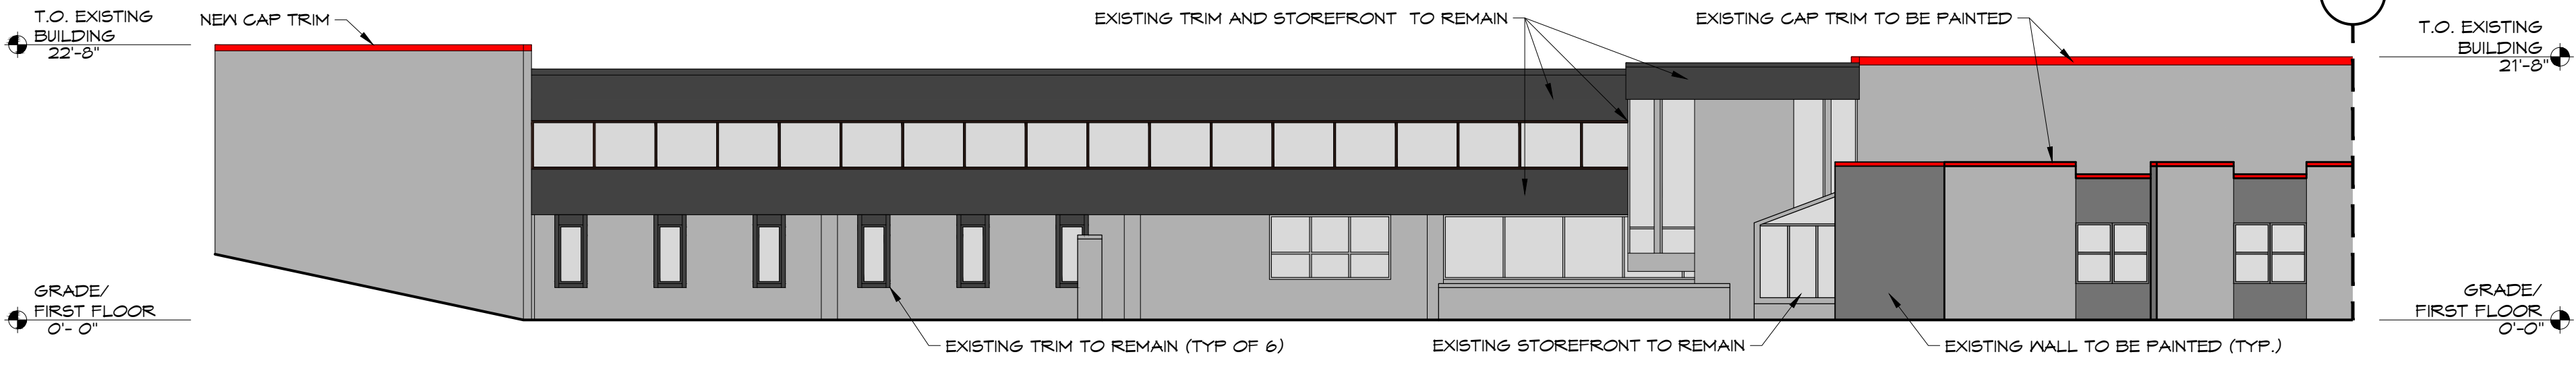 T.O. EXISTING
BUILDING
22'-8"
NEW CAP TRIM
EXISTING TRIM AND STOREFRONT TO REMAIN
EXISTING CAP TRIM TO BE PAINTED
T.O. EXISTING
BUILDING
21'-8"
GRADE/
FIRST FLOOR
0'- 0"
EXISTING TRIM TO REMAIN (TYP OF 6)
EXISTING STOREFRONT TO REMAIN
EXISTING WALL TO BE PAINTED (TYP.)
GRADE/
FIRST FLOOR
0'-0"